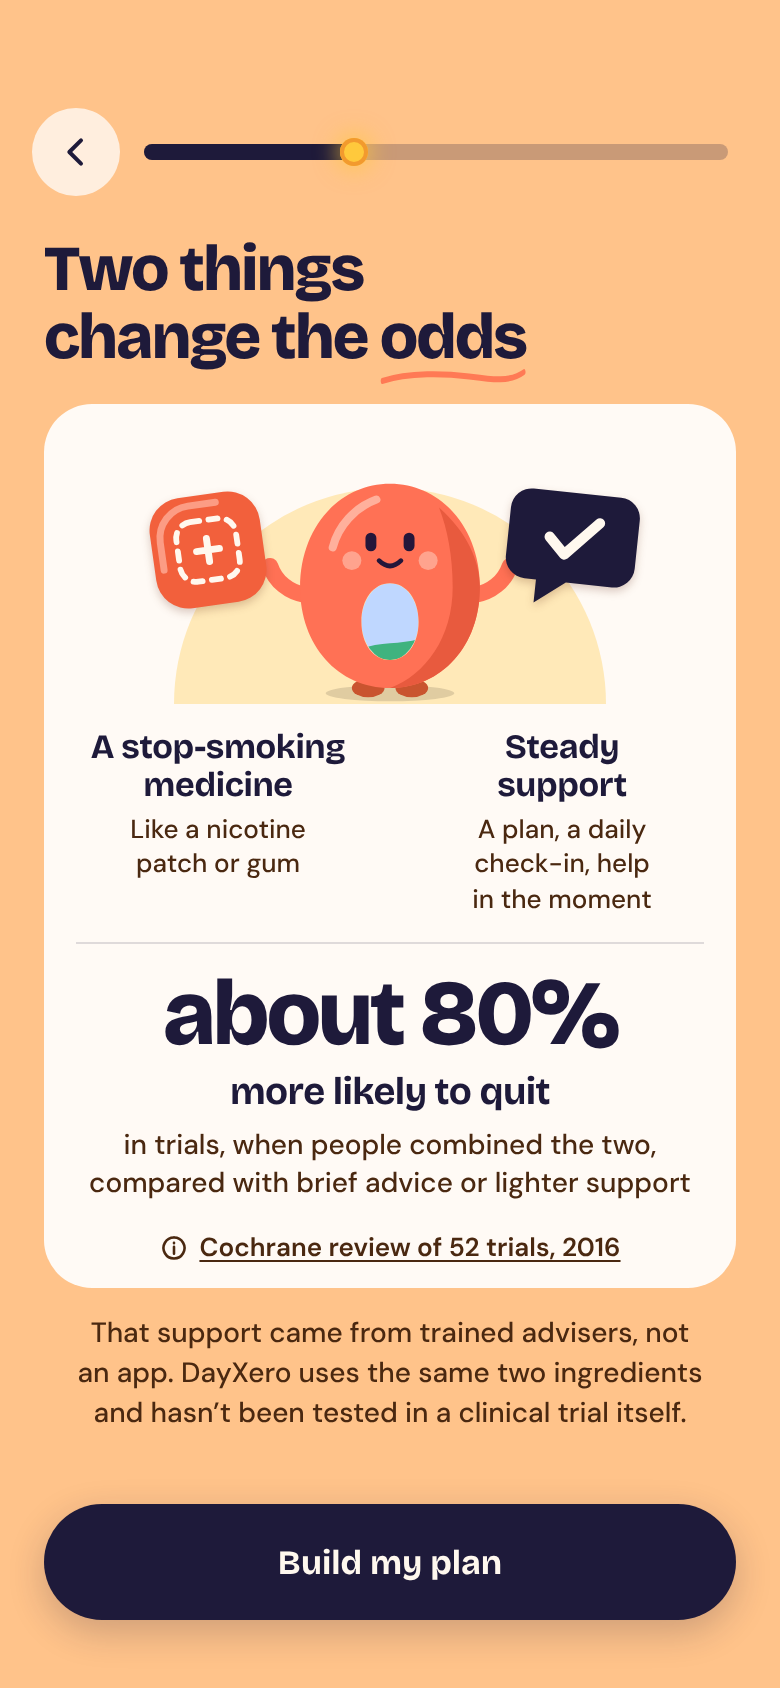 Two things
change the odds
A stop-smoking
medicine
Like a nicotine
patch or gum
Steady
support
A plan, a daily
check-in, help
in the moment
about 80%
more likely to quit
in trials, when people combined the two,
compared with brief advice or lighter support
Cochrane review of 52 trials, 2016
That support came from trained advisers, not
an app. DayXero uses the same two ingredients
and hasn’t been tested in a clinical trial itself.
Build my plan